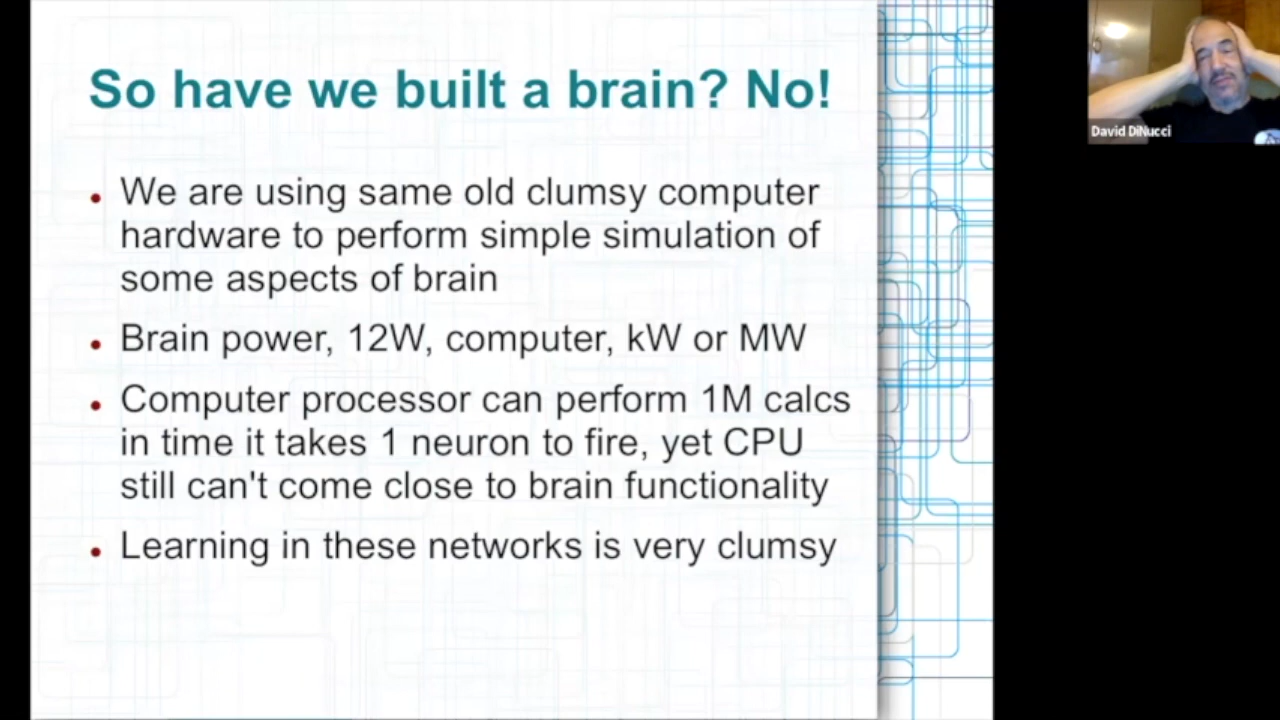 So have we built a brain? No!
We are using same old clumsy computer
hardware to perform simple simulation of
some aspects of brain
Brain power, 12W, computer, kW or MW
Computer processor can perform 1M calcs
in time it takes 1 neuron to fire, yet CPU
still can't come close to brain functionality
Learning in these networks is very clumsy
David DiNucci